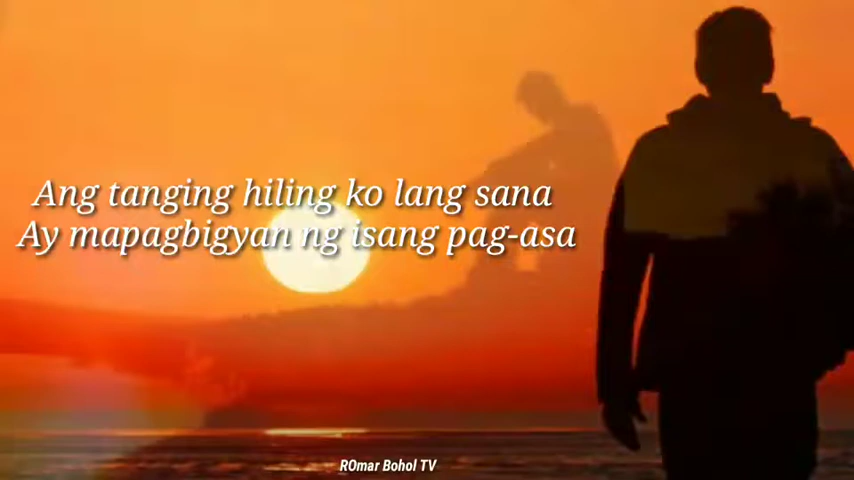 Ang tanging hiling ko lang sana
Ay mapagbigyan ng isang pag-asa
ROmar Bohol TV